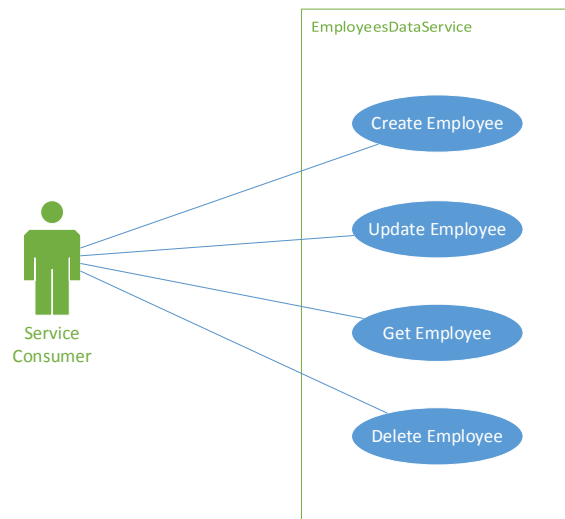 EmployeesDataService
Create Employee
Update Employee
Get Employee
Delete Employee
Service
Consumer